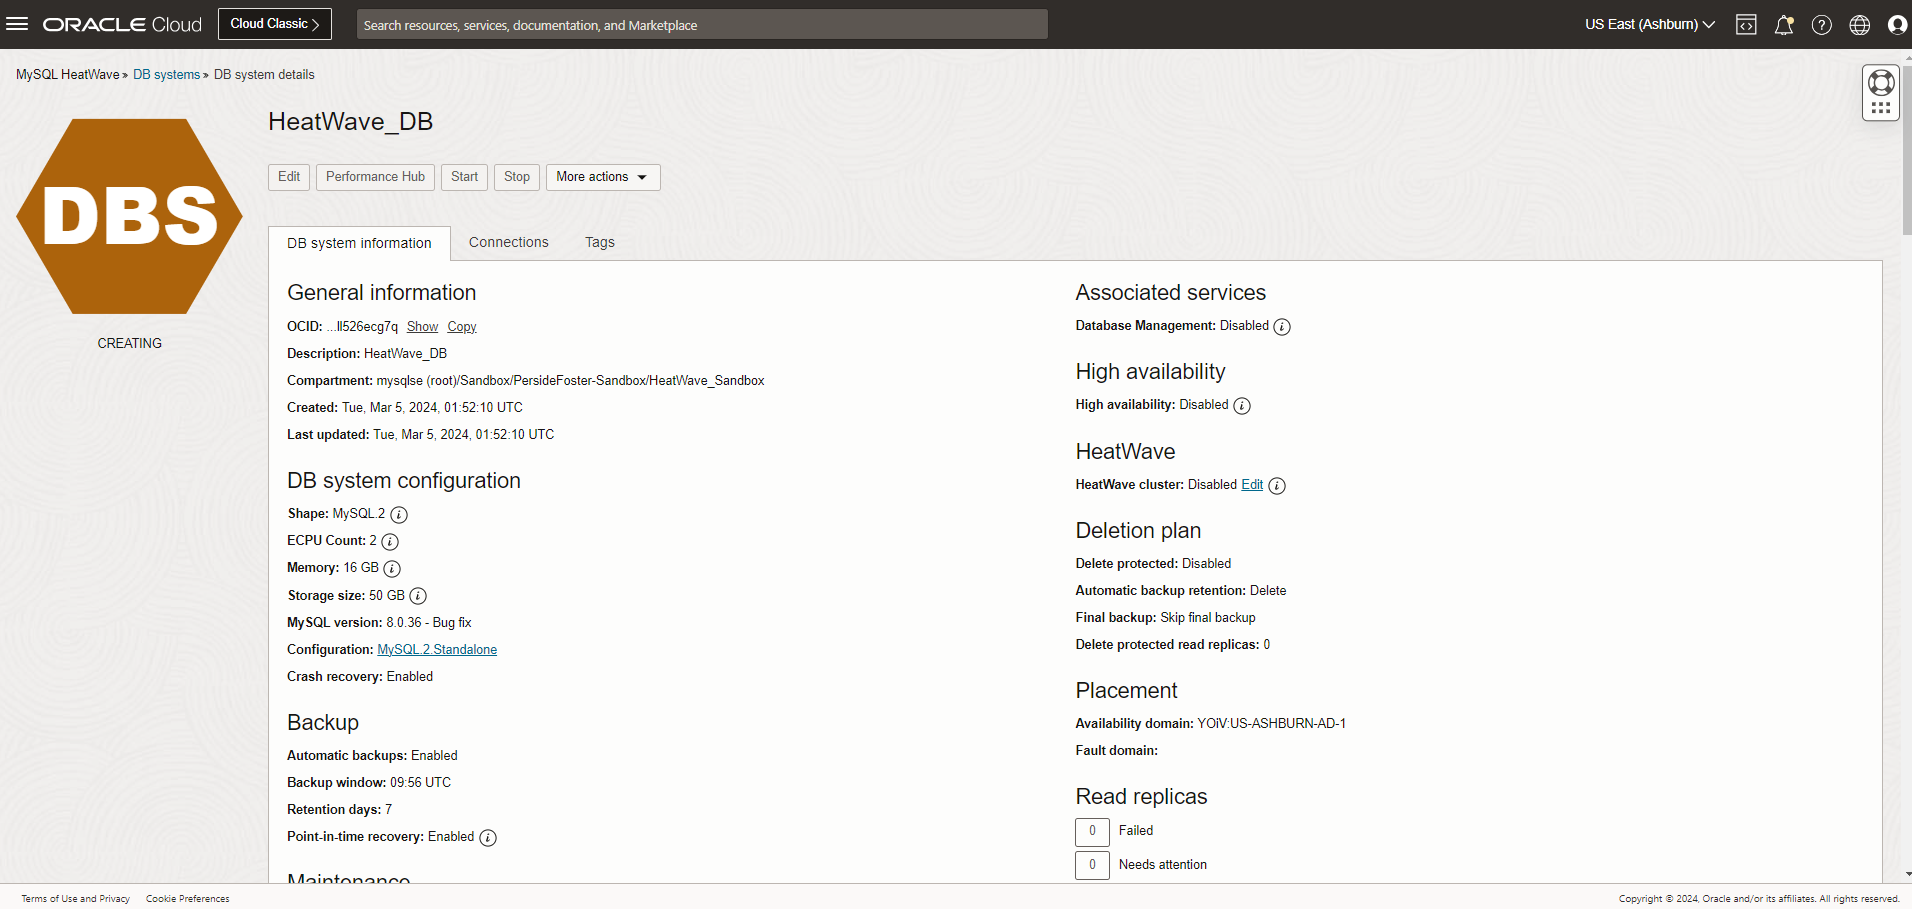 ORACLE Cloud
Cloud Classic
Search resources, services, documentation, and Marketplace
US East (Ashburn)
MySQL HeatWave » DB systems » DB system details
HeatWave_DB
Edit
Performance Hub
Start
Stop
More actions
DBS
CREATING
DB system information
Connections
Tags
General information
OCID: ...ll526ecg7q Show Copy
Description: HeatWave_DB
Compartment: mysqlse (root)/Sandbox/PersideFoster-Sandbox/HeatWave_Sandbox
Created: Tue, Mar 5, 2024, 01:52:10 UTC
Last updated: Tue, Mar 5, 2024, 01:52:10 UTC
DB system configuration
Shape: MySQL.2
ECPU Count: 2
Memory: 16 GB
Storage size: 50 GB
MySQL version: 8.0.36 - Bug fix
Configuration: MySQL.2.Standalone
Crash recovery: Enabled
Backup
Automatic backups: Enabled
Backup window: 09:56 UTC
Retention days: 7
Point-in-time recovery: Enabled
Maintenance
Associated services
Database Management: Disabled
High availability
High availability: Disabled
HeatWave
HeatWave cluster: Disabled Edit
Deletion plan
Delete protected: Disabled
Automatic backup retention: Delete
Final backup: Skip final backup
Delete protected read replicas: 0
Placement
Availability domain: YOiV:US-ASHBURN-AD-1
Fault domain:
Read replicas
0 Failed
0 Needs attention
Terms of Use and Privacy
Cookie Preferences
Copyright © 2024, Oracle and/or its affiliates. All rights reserved.